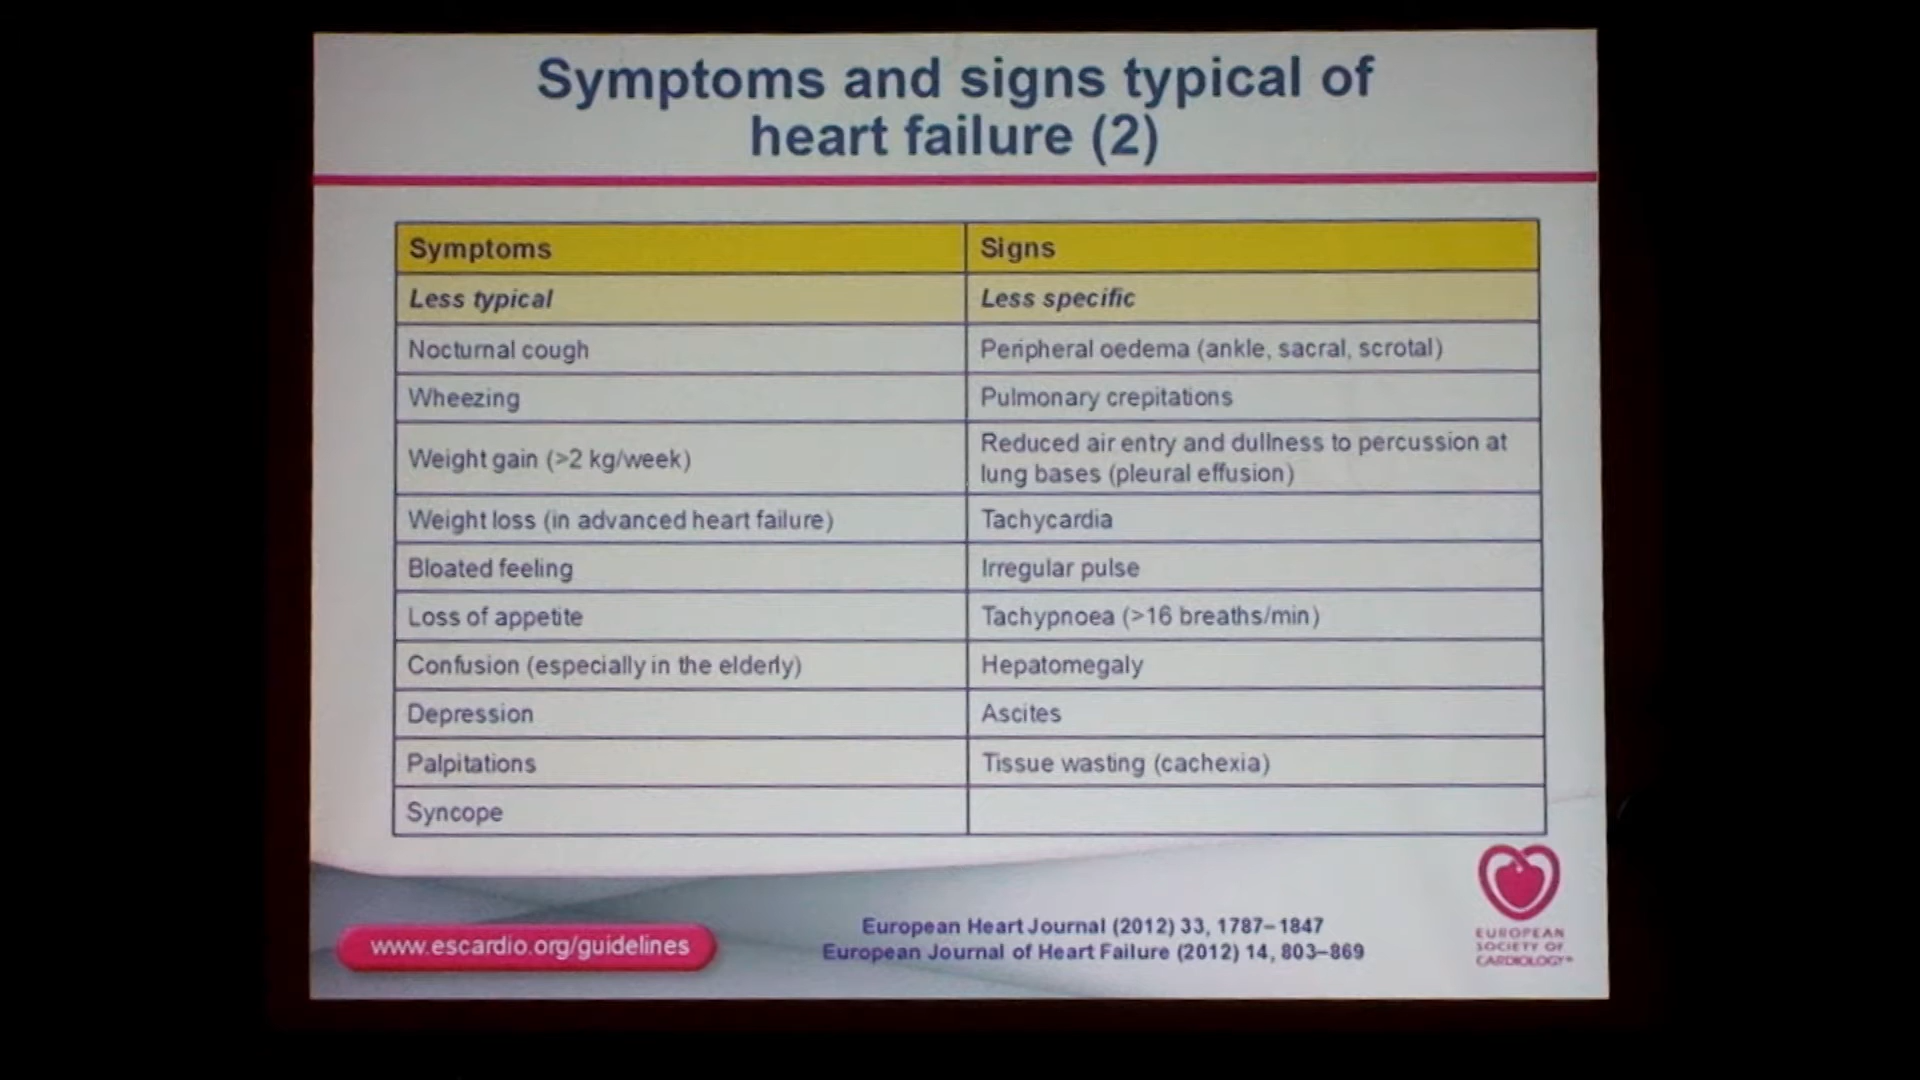 Symptoms and signs typical of
heart failure (2)
Symptoms
Signs
Less typical
Less specific
Nocturnal cough
Peripheral oedema (ankle, sacral, scrotal)
Wheezing
Pulmonary crepitations
Weight gain (>2 kg/week)
Reduced air entry and dullness to percussion at
lung bases (pleural effusion)
Weight loss (in advanced heart failure)
Tachycardia
Bloated feeling
Irregular pulse
Loss of appetite
Tachypnoea (>16 breaths/min)
Confusion (especially in the elderly)
Hepatomegaly
Depression
Ascites
Palpitations
Tissue wasting (cachexia)
Syncope
www.escardio.org/guidelines
European Heart Journal (2012) 33, 1787–1847
European Journal of Heart Failure (2012) 14, 803–869
EUROPEAN
SOCIETY OF
CARDIOLOGY®